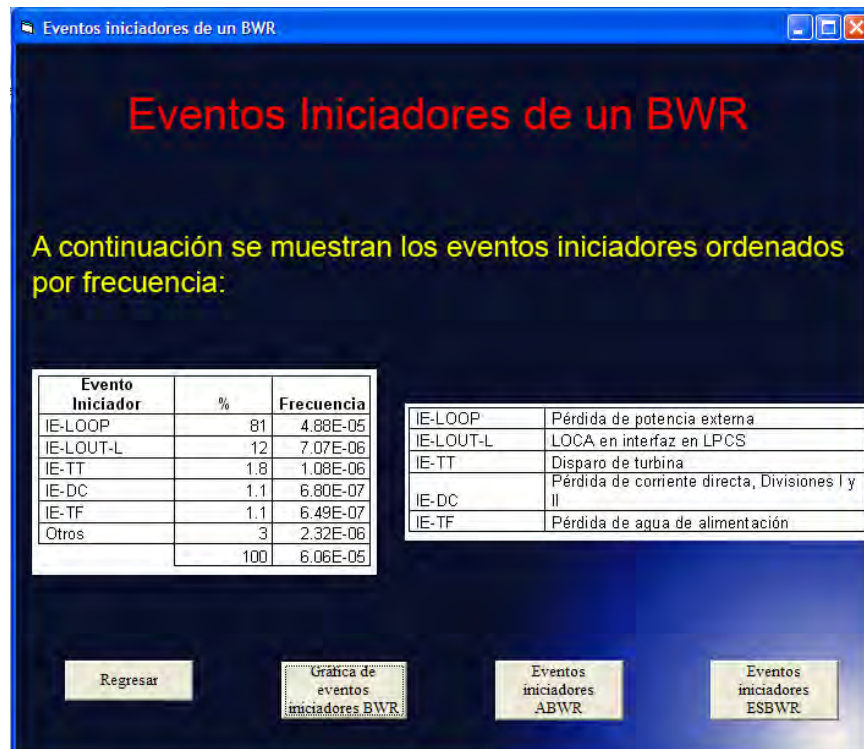 Eventos iniciadores de un BWR
Eventos Iniciadores de un BWR
A continuación se muestran los eventos iniciadores ordenados
por frecuencia:
Evento
Iniciador % Frecuencia
IE-LOOP 81 4.88E-05
IE-LOUT-L 12 7.07E-06
IE-TT 1.8 1.08E-06
IE-DC 1.1 6.80E-07
IE-TF 1.1 6.49E-07
Otros 3 2.32E-06
100 6.06E-05
IE-LOOP Pérdida de potencia externa
IE-LOUT-L LOCA en interfaz en LPCS
IE-TT Disparo de turbina
Pérdida de corriente directa, Divisiones I y
IE-DC II
IE-TF Pérdida de agua de alimentación
Regresar
Gráfica de
eventos
iniciadores BWR
Eventos
iniciadores
ABWR
Eventos
iniciadores
ESBWR